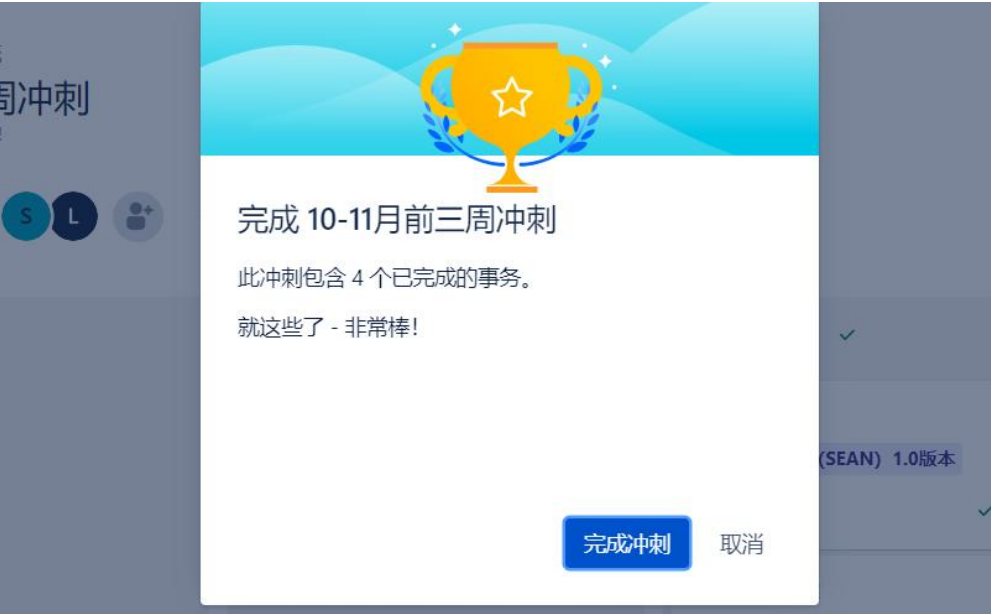 周冲刺
S L
完成 10-11月前三周冲刺
此冲刺包含 4 个已完成的事务。
就这些了 - 非常棒！
(SEAN) 1.0版本
完成冲刺 取消